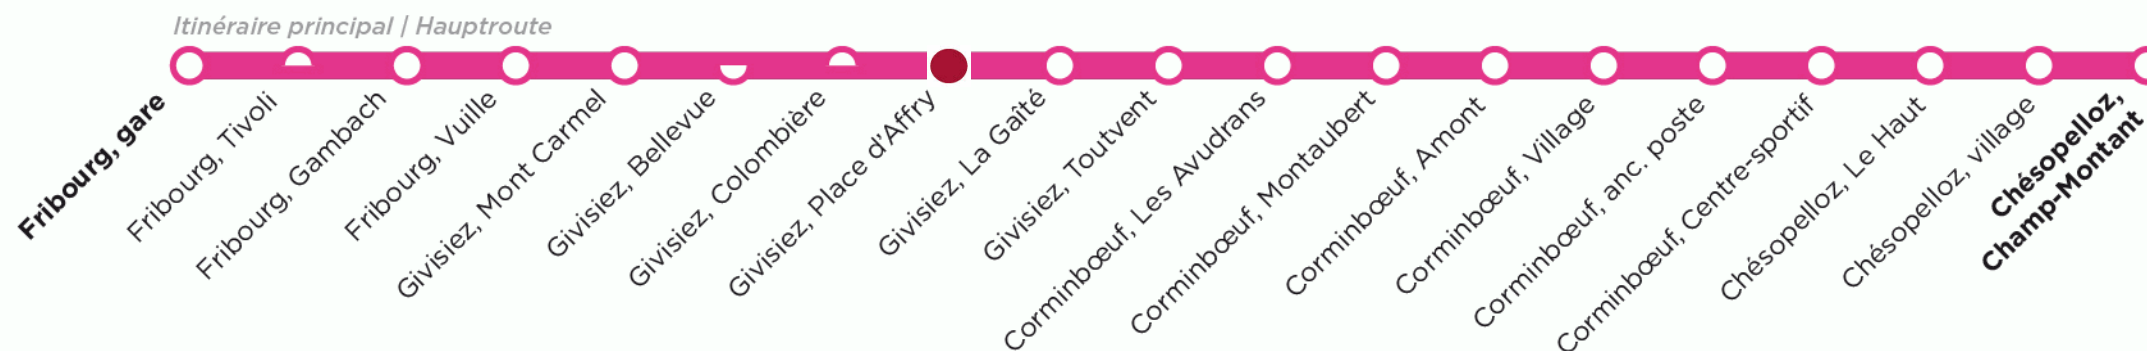 Itinéraire principal | Hauptroute
Fribourg, gare
Fribourg, Tivoli
Fribourg, Gambach
Fribourg, Vuille
Givisiez, Mont Carmel
Givisiez, Bellevue
Givisiez, Colombière
Givisiez, Place d'Affry
Givisiez, La Gaîté
Givisiez, Toutvent
Corminbœuf, Les Avudrans
Corminbœuf, Montaubert
Corminbœuf, Amont
Corminbœuf, Village
Corminbœuf, anc. poste
Corminbœuf, Centre-sportif
Chésopelloz, Le Haut
Chésopelloz, village
Chésopelloz,
Champ-Montant